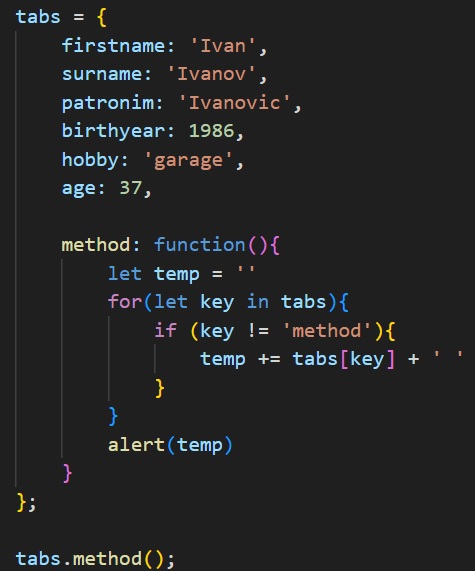 tabs = {
    firstname: 'Ivan',
    surname: 'Ivanov',
    patronim: 'Ivanovic',
    birthyear: 1986,
    hobby: 'garage',
    age: 37,

    method: function(){
        let temp = ''
        for(let key in tabs){
            if (key != 'method'){
                temp += tabs[key] + ' '
            }
        }
        alert(temp)
    }
};

tabs.method();